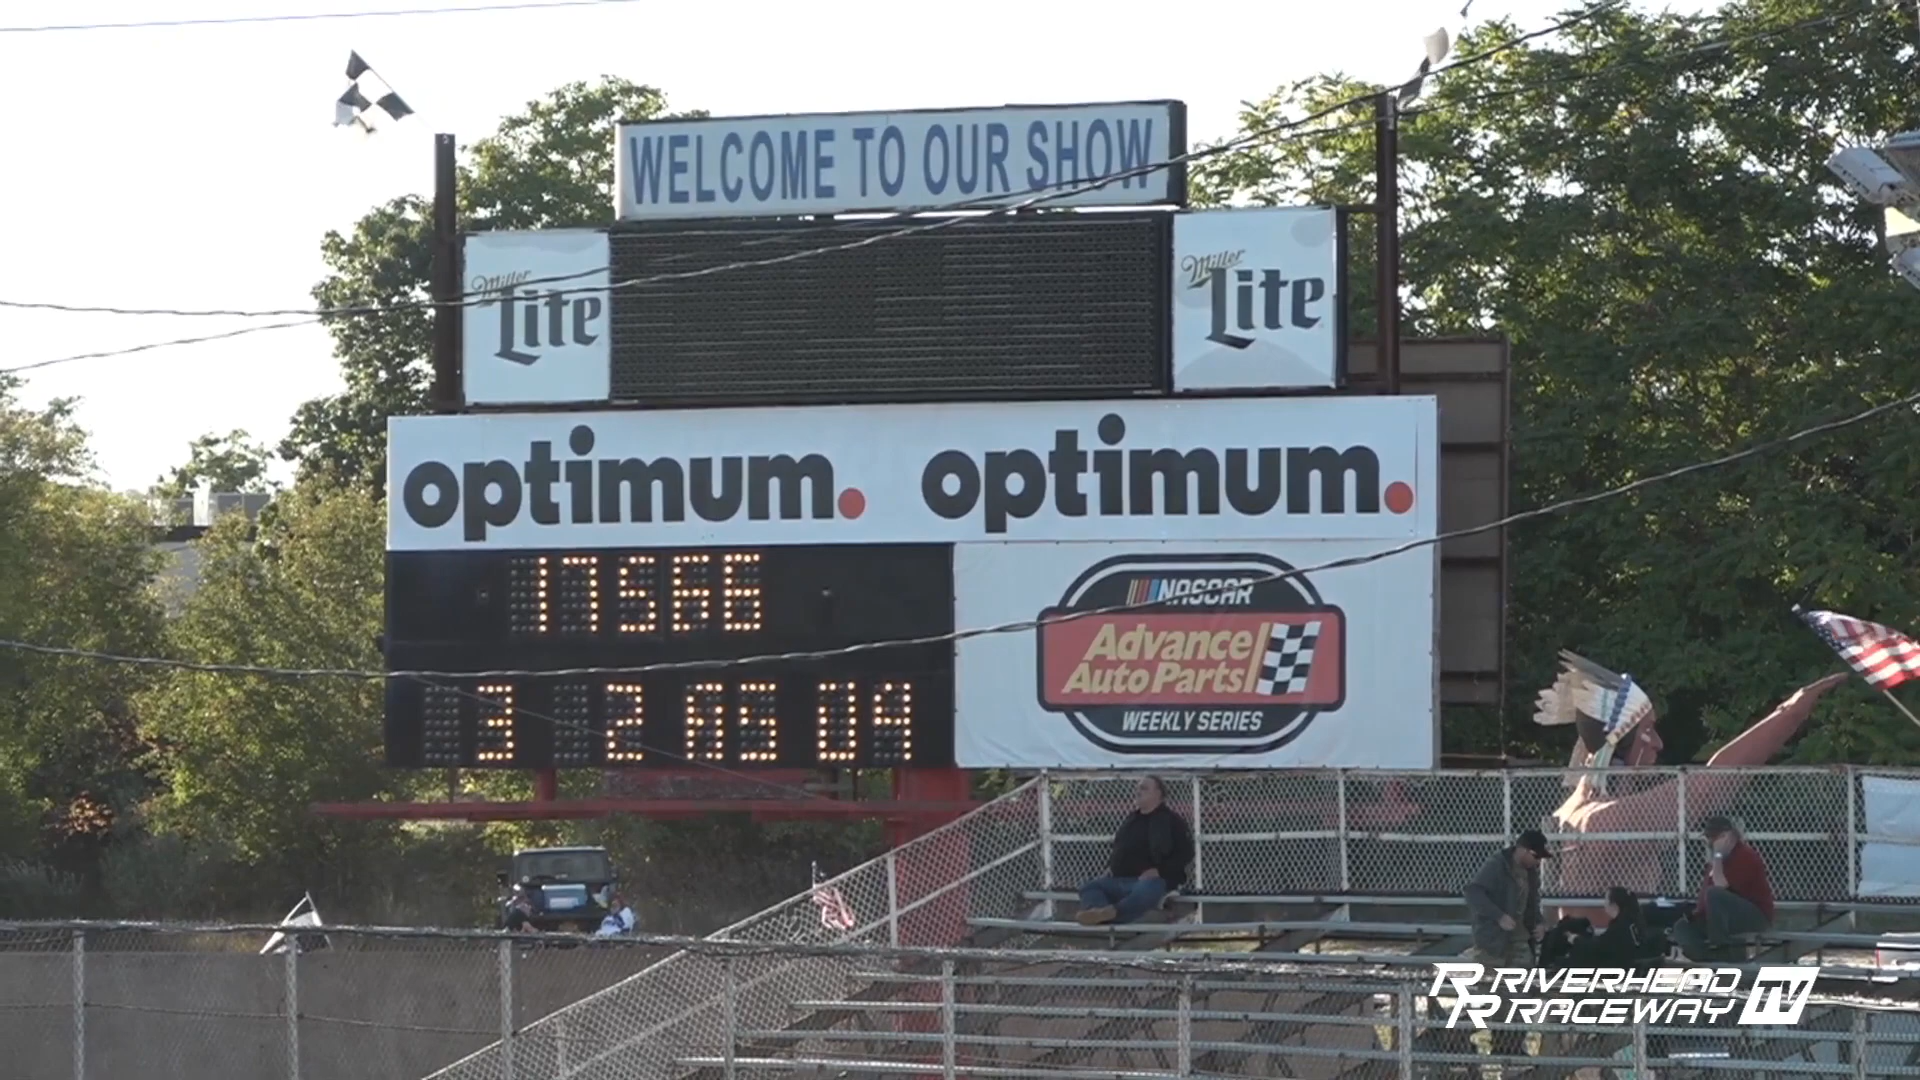 WELCOME TO OUR SHOW
Miller Lite
Miller Lite
optimum. optimum.
17566
3 2 A5 04
NASCAR
Advance
Auto Parts
WEEKLY SERIES
RIVERHEAD
RACEWAY TV